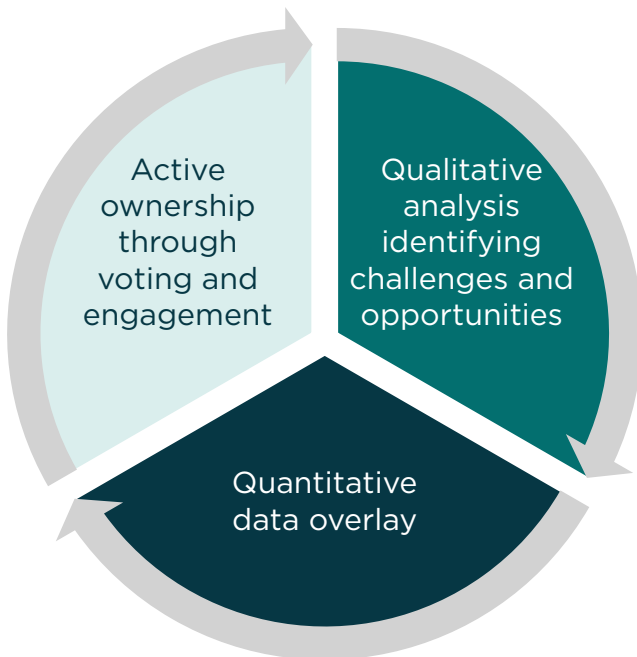 Active
ownership
through
voting and
engagement
Qualitative
analysis
identifying
challenges and
opportunities
Quantitative
data overlay